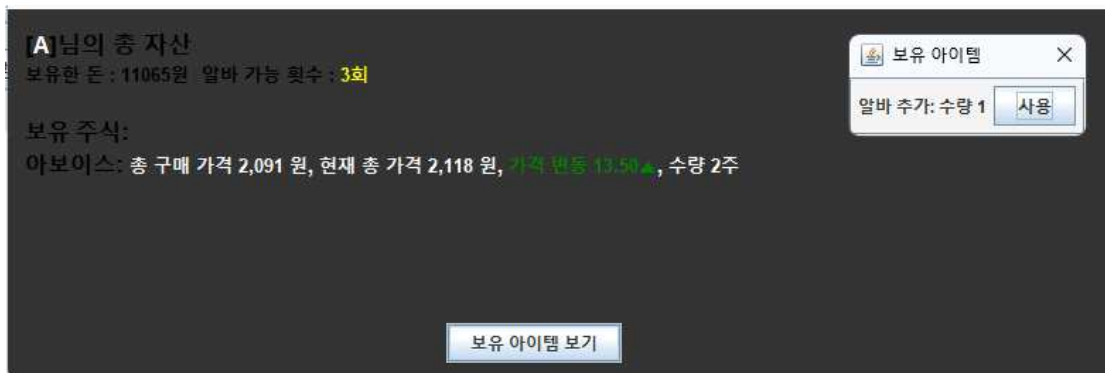 [A]님의 총 자산
보유한 돈 : 11065원 알바 가능 횟수 : 3회
보유 주식:
아보이스: 총 구매 가격 2,091 원, 현재 총 가격 2,118 원, 가격 변동 13.50▲, 수량 2주
보유 아이템 보기
보유 아이템
알바 추가: 수량 1 사용